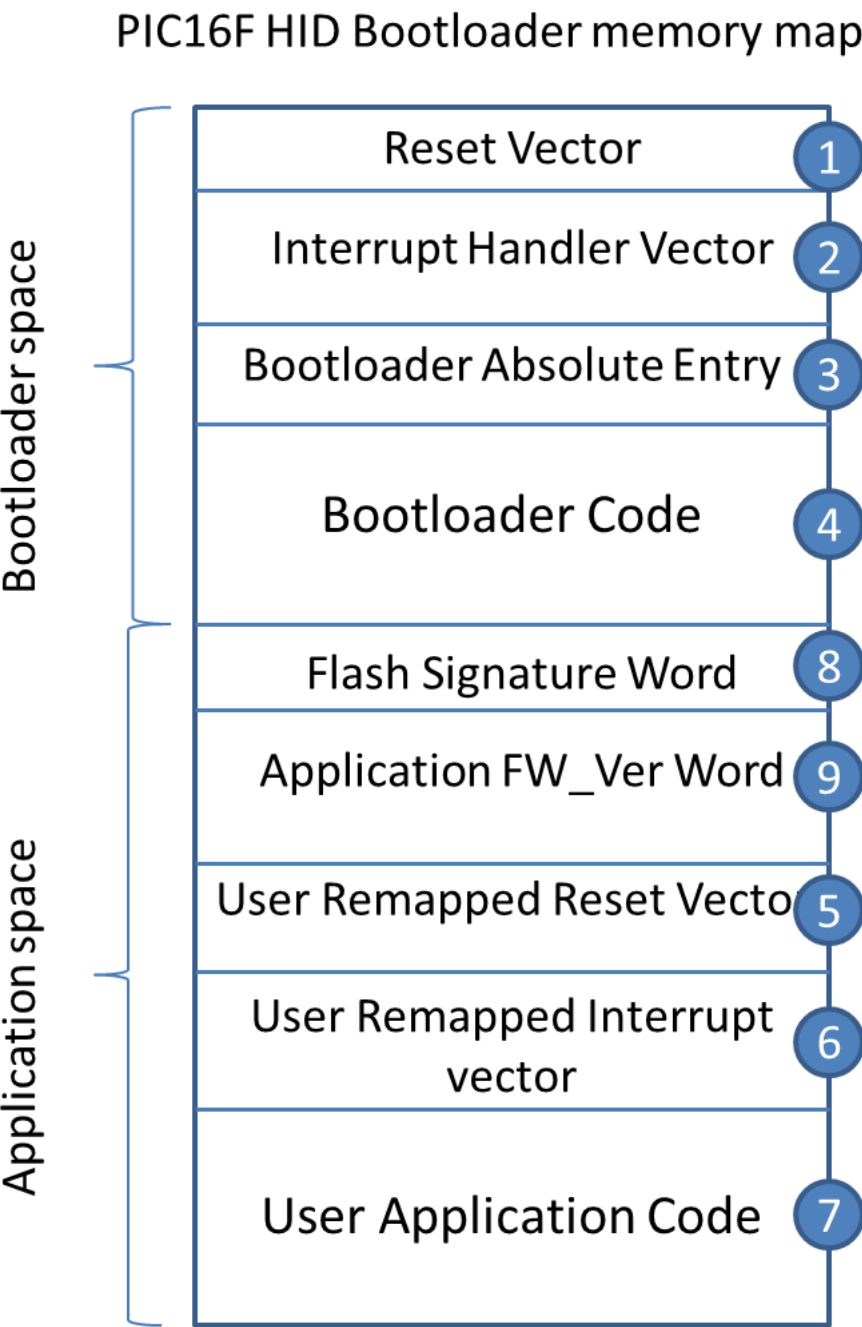 PIC16F HID Bootloader memory map
Bootloader space
Reset Vector 1
Interrupt Handler Vector 2
Bootloader Absolute Entry 3
Bootloader Code 4
Application space
Flash Signature Word 8
Application FW_Ver Word 9
User Remapped Reset Vector 5
User Remapped Interrupt
vector 6
User Application Code 7